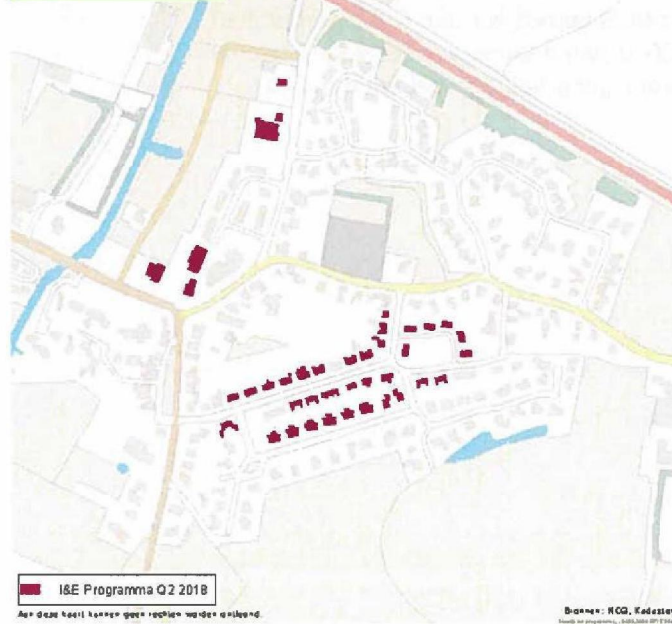 I&E Programma Q2 2018
Aan deze kaart kunnen geen rechten worden ontleend.
Bronnen: NCG, Kadaster